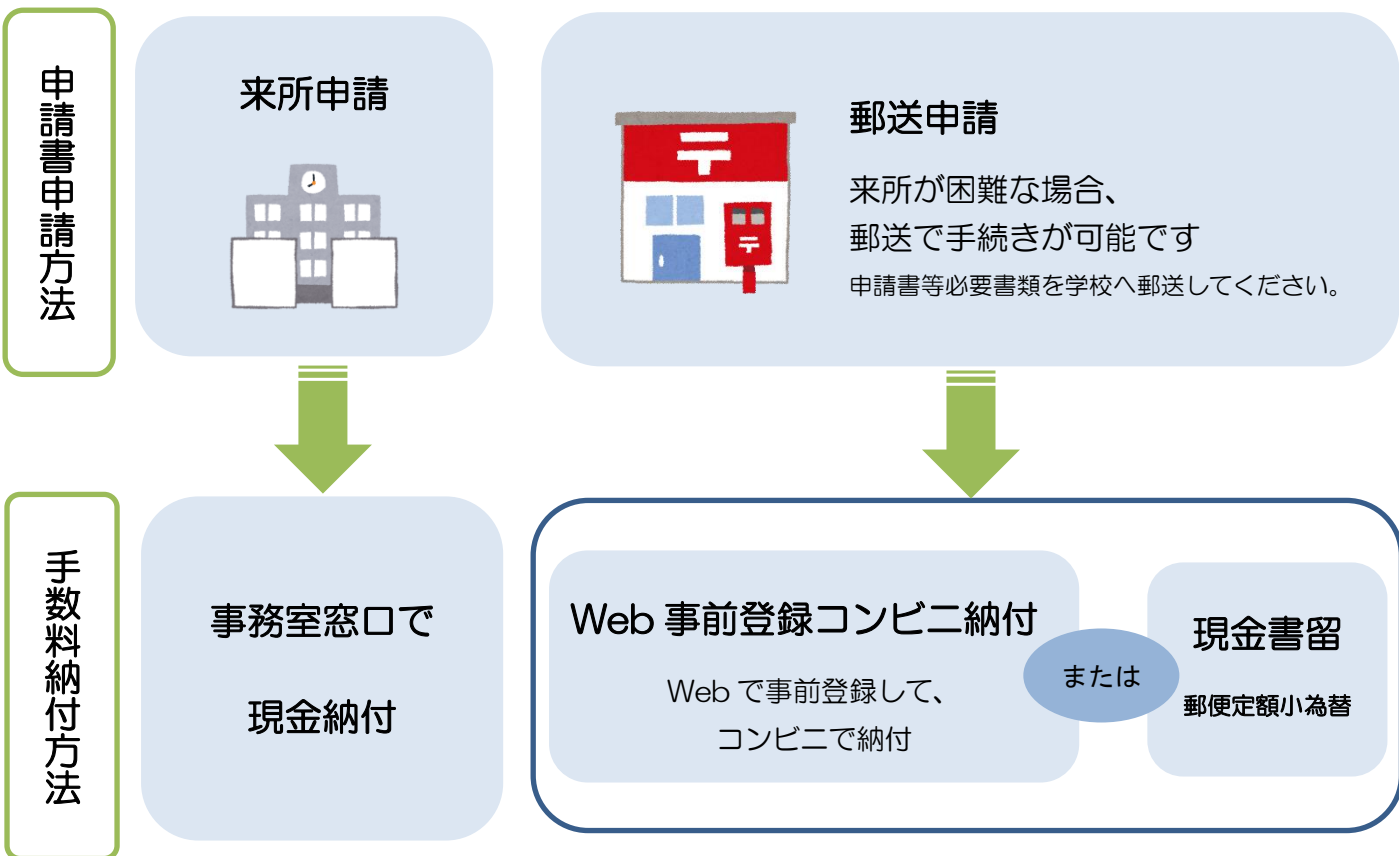 申請書申請方法
来所申請
郵送申請
来所が困難な場合、
郵送で手続きが可能です
申請書等必要書類を学校へ郵送してください。
手数料納付方法
事務室窓口で
現金納付
Web 事前登録コンビニ納付
Web で事前登録して、
コンビニで納付
または
現金書留
郵便定額小為替